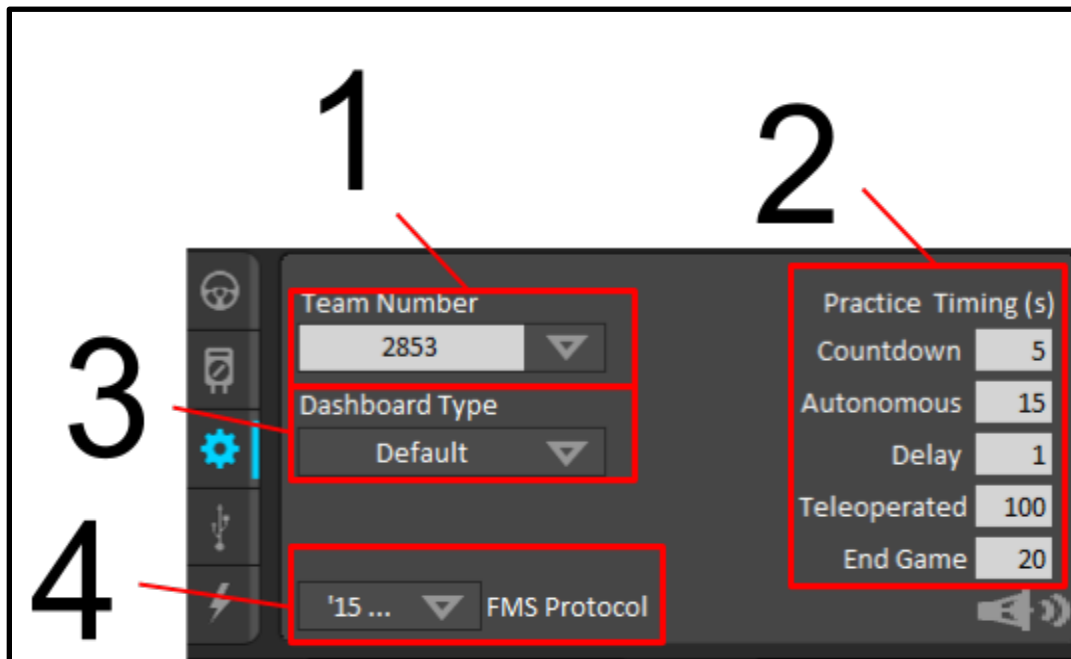 1
2
3
4
Team Number
2853
Dashboard Type
Default
'15 ...
FMS Protocol
Practice Timing (s)
Countdown 5
Autonomous 15
Delay 1
Teleoperated 100
End Game 20